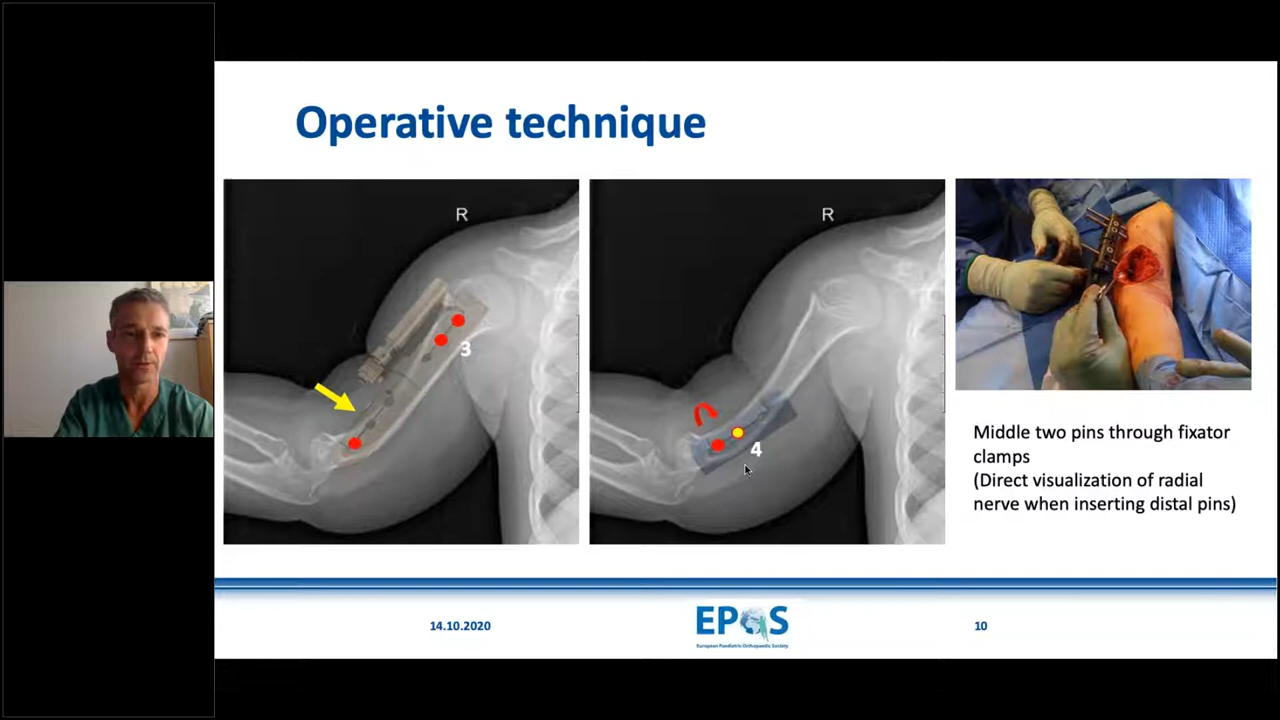 Operative technique
R
3
R
4
Middle two pins through fixator
clamps
(Direct visualization of radial
nerve when inserting distal pins)
14.10.2020
EPOS
European Paediatric Orthopaedic Society
10